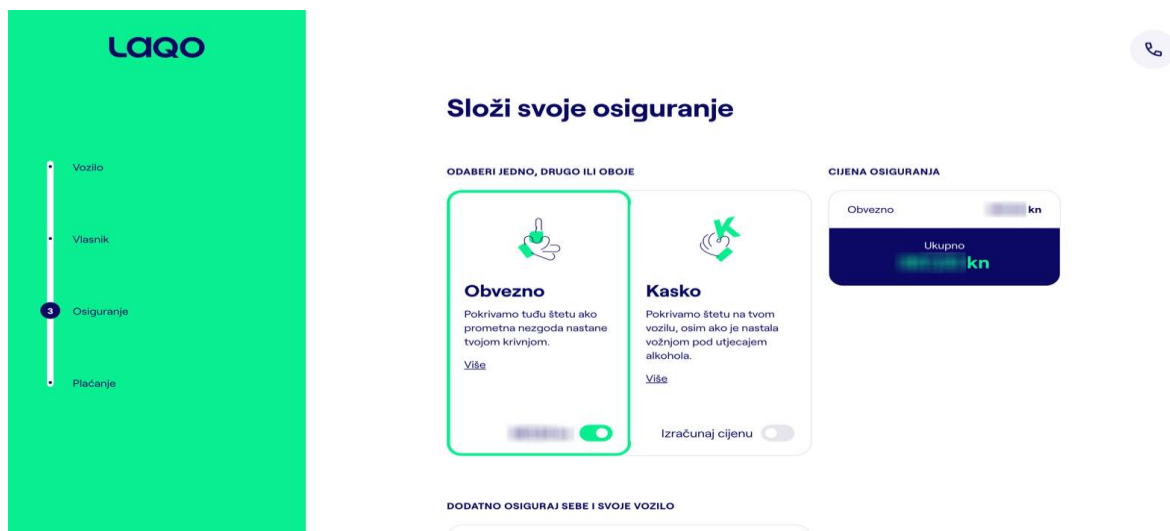 LAQO
Vozilo
Vlasnik
3
Osiguranje
Plaćanje
Složi svoje osiguranje
ODABERI JEDNO, DRUGO ILI OBOJE
Obvezno
Pokrivamo tuđu štetu ako
prometna nezgoda nastane
tvojom krivnjom.
Više
Kasko
Pokrivamo štetu na tvom
vozilu, osim ako je nastala
vožnjom pod utjecajem
alkohola.
Više
Izračunaj cijenu
CIJENA OSIGURANJA
Obvezno kn
Ukupno
kn
DODATNO OSIGURAJ SEBE I SVOJE VOZILO